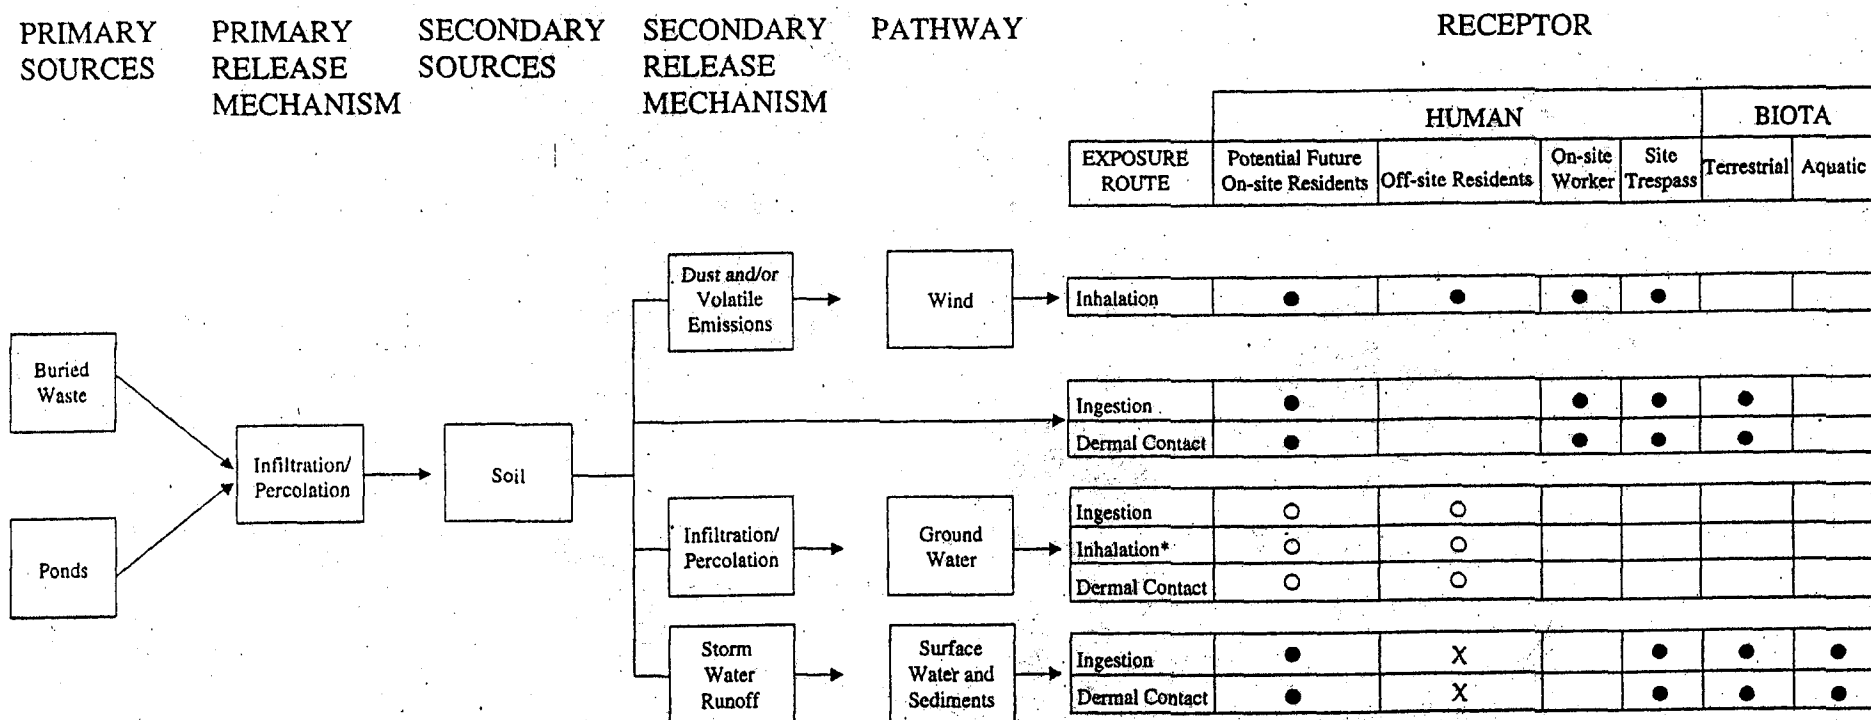 PRIMARY
SOURCES
PRIMARY
RELEASE
MECHANISM
SECONDARY
SOURCES
SECONDARY
RELEASE
MECHANISM
PATHWAY
RECEPTOR
HUMAN
BIOTA
EXPOSURE
ROUTE
Potential Future
On-site Residents
Off-site Residents
On-site
Worker
Site
Trespass
Terrestrial
Aquatic
Dust and/or
Volatile
Emissions
Wind
Inhalation
Buried
Waste
Ponds
Infiltration/
Percolation
Soil
Ingestion
Dermal Contact
Infiltration/
Percolation
Ground
Water
Ingestion
Inhalation*
Dermal Contact
Storm
Water
Runoff
Surface
Water and
Sediments
Ingestion
X
Dermal Contact
X